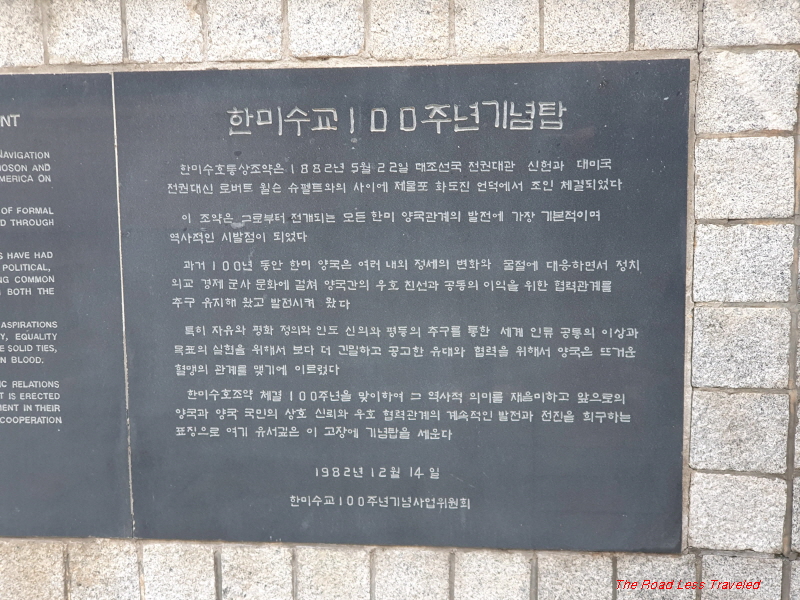 NT
NAVIGATION
HOSON AND
MERICA ON
OF FORMAL
D THROUGH
S HAVE HAD
POLITICAL,
NG COMMON
BOTH THE
ASPIRATIONS
Y, EQUALITY
E SOLID TIES,
N BLOOD.
IC RELATIONS
T IS ERECTED
MENT IN THEIR
COOPERATION
한미수교100주년기념탑
한미수호통상조약은 1882년 5월 22일 대조선국 전권대관 신헌과 대미국
전권대신 로버트 윌슨 슈펠트와의 사이에 제물포 화도진 언덕에서 조인 체결되었다
이 조약은 그로부터 전개되는 모든 한미 양국관계의 발전에 가장 기본적이며
역사적인 시발점이 되었다
과거 100년 동안 한미 양국은 여러 내외 정세의 변화와 물결에 대응하면서 정치
외교 경제 군사 문화에 걸쳐 양국간의 우호 친선과 공동의 이익을 위한 협력관계를
추구 유지해 왔고 발전시켜 왔다
특히 자유와 평화 정의와 인도 신의와 평등의 추구를 통한 세계 인류 공통의 이상과
목표의 실현을 위해서 보다 더 긴밀하고 공고한 유대와 협력을 위해서 양국은 뜨거운
혈맹의 관계를 맺기에 이르렀다
한미수호조약 체결 100주년을 맞이하여 그 역사적 의미를 재음미하고 앞으로의
양국과 양국 국민의 상호 신뢰와 우호 협력관계의 계속적인 발전과 전진을 희구하는
표징으로 여기 유서깊은 이 고장에 기념탑을 세운다
1982년 12월 14일
한미수교100주년기념사업위원회
The Road Less Traveled